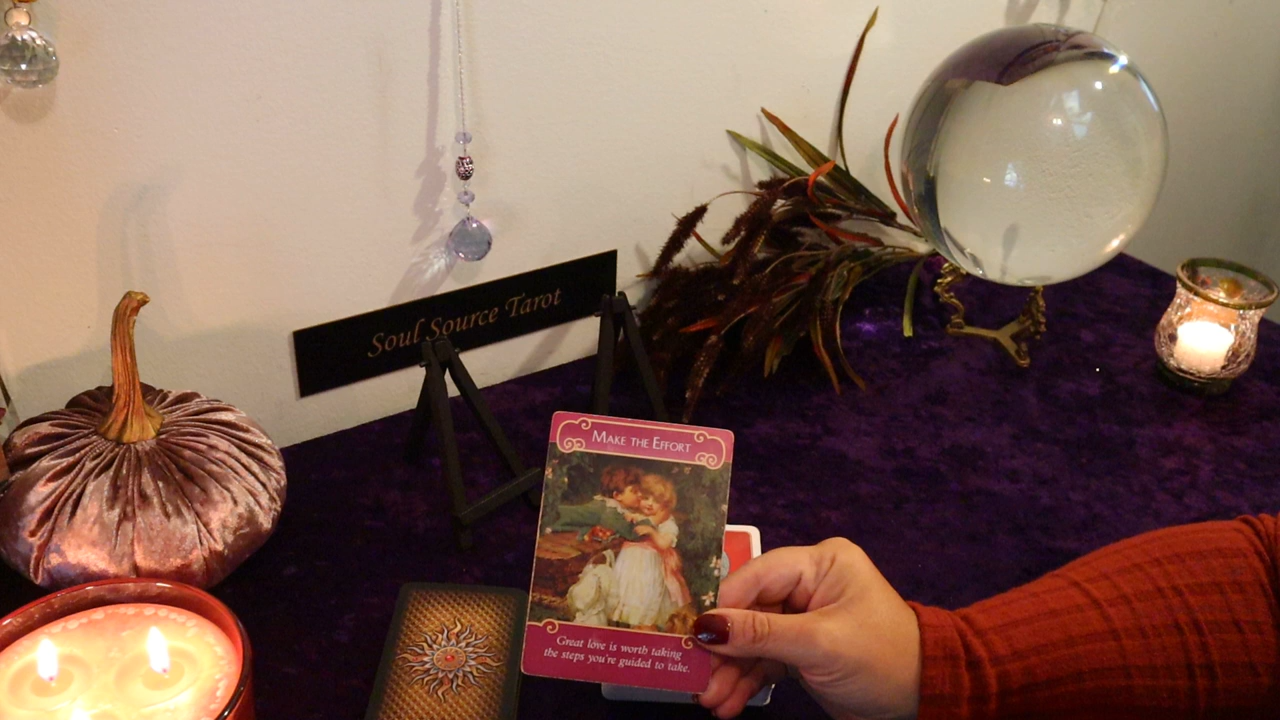 Soul Source Tarot
MAKE THE EFFORT
Great love is worth taking
the steps you're guided to take.